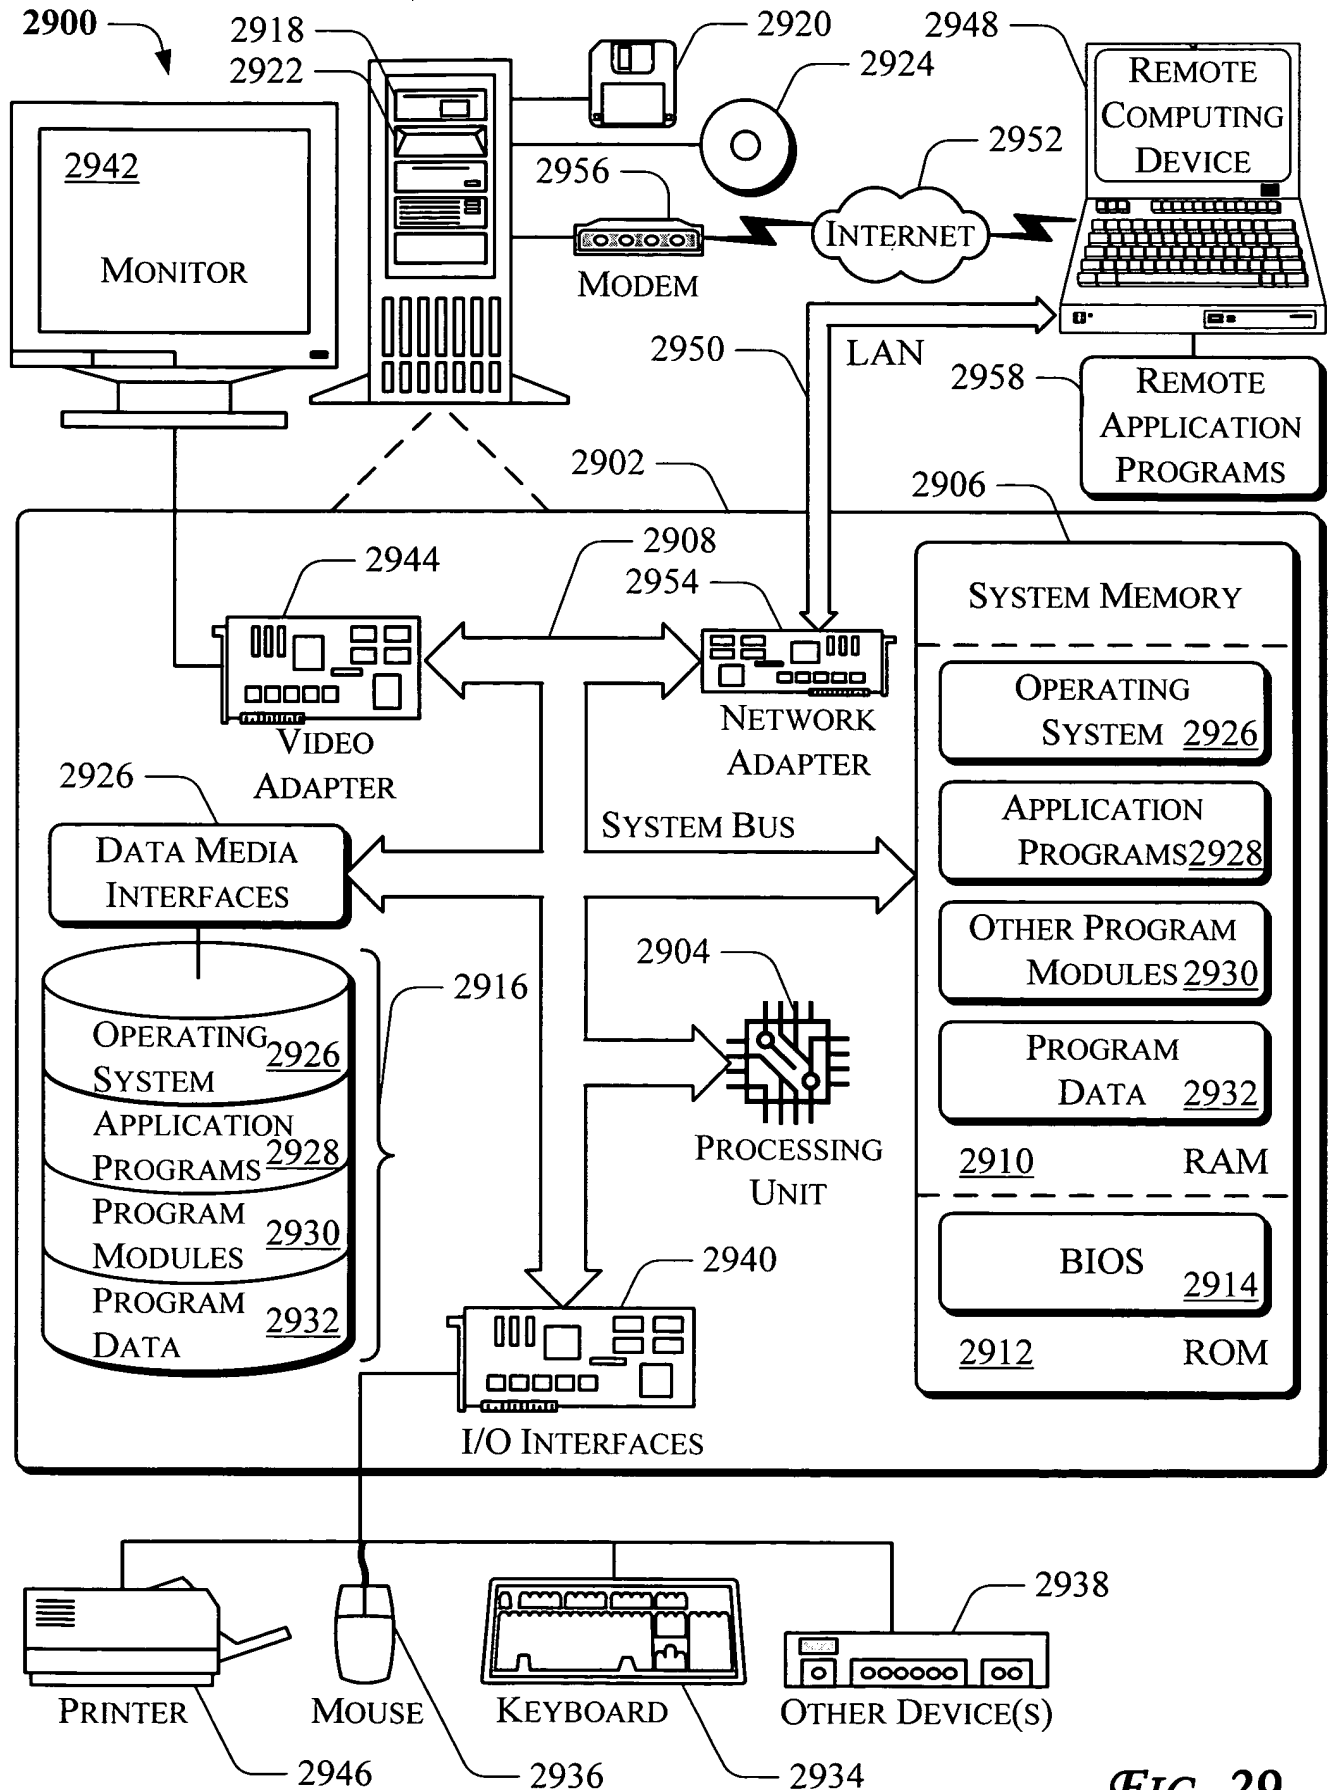 2900
2918
2922
2920
2924
2948
REMOTE
COMPUTING
DEVICE
2942
MONITOR
2956
MODEM
2952
INTERNET
2950
LAN
2958
REMOTE
APPLICATION
PROGRAMS
2902
2906
2944
2908
2954
SYSTEM MEMORY
VIDEO
ADAPTER
NETWORK
ADAPTER
OPERATING
SYSTEM 2926
2926
DATA MEDIA
INTERFACES
SYSTEM BUS
APPLICATION
PROGRAMS2928
OTHER PROGRAM
MODULES 2930
2904
2916
PROCESSING
UNIT
PROGRAM
DATA 2932
2910 RAM
OPERATING
SYSTEM 2926
APPLICATION
PROGRAMS 2928
PROGRAM
MODULES 2930
PROGRAM
DATA 2932
2940
BIOS 2914
2912 ROM
I/O INTERFACES
2938
PRINTER
MOUSE
KEYBOARD
OTHER DEVICE(S)
2946
2936
2934
FIG. 29